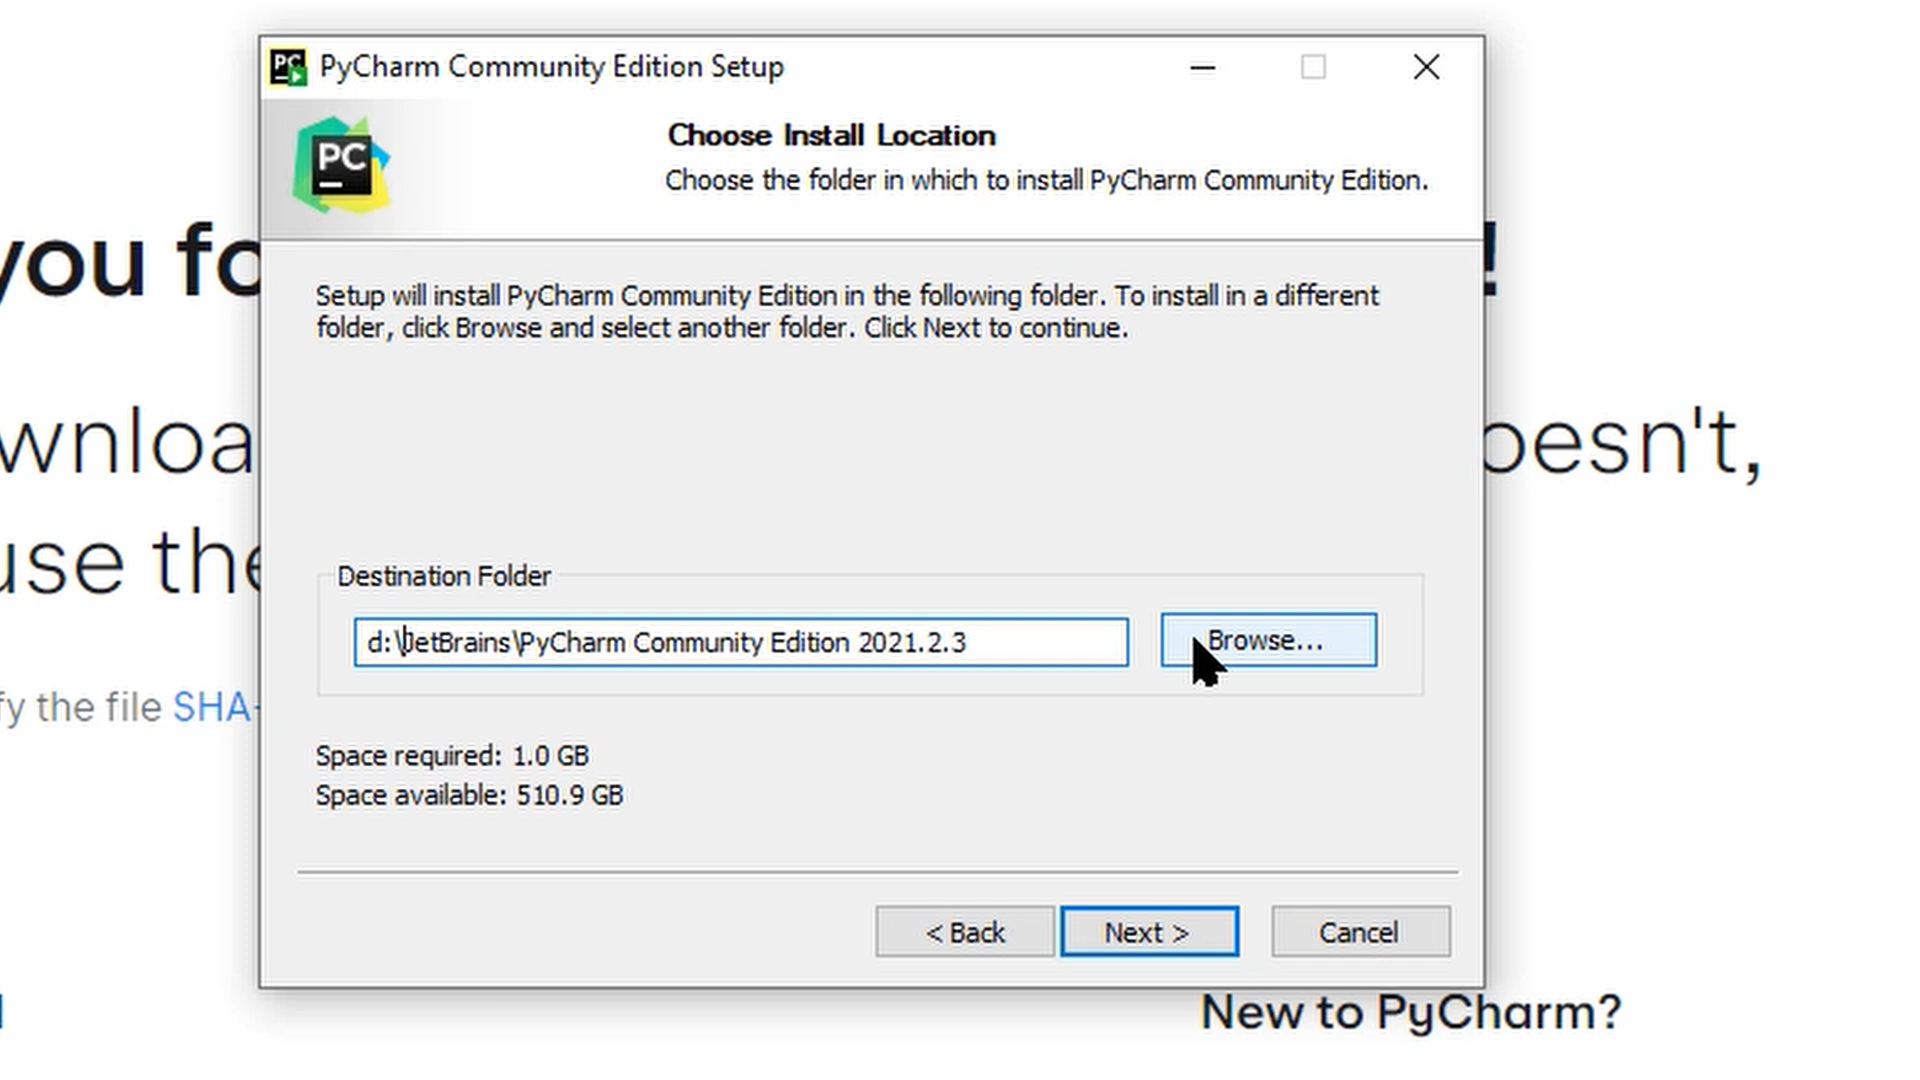 PC PyCharm Community Edition Setup
PC
Choose Install Location
Choose the folder in which to install PyCharm Community Edition.
you fo
!
Setup will install PyCharm Community Edition in the following folder. To install in a different
folder, click Browse and select another folder. Click Next to continue.
wnloa
oesn't,
use the
Destination Folder
d:\JetBrains\PyCharm Community Edition 2021.2.3
Browse...
fy the file SHA-
Space required: 1.0 GB
Space available: 510.9 GB
< Back
Next >
Cancel
New to PyCharm?